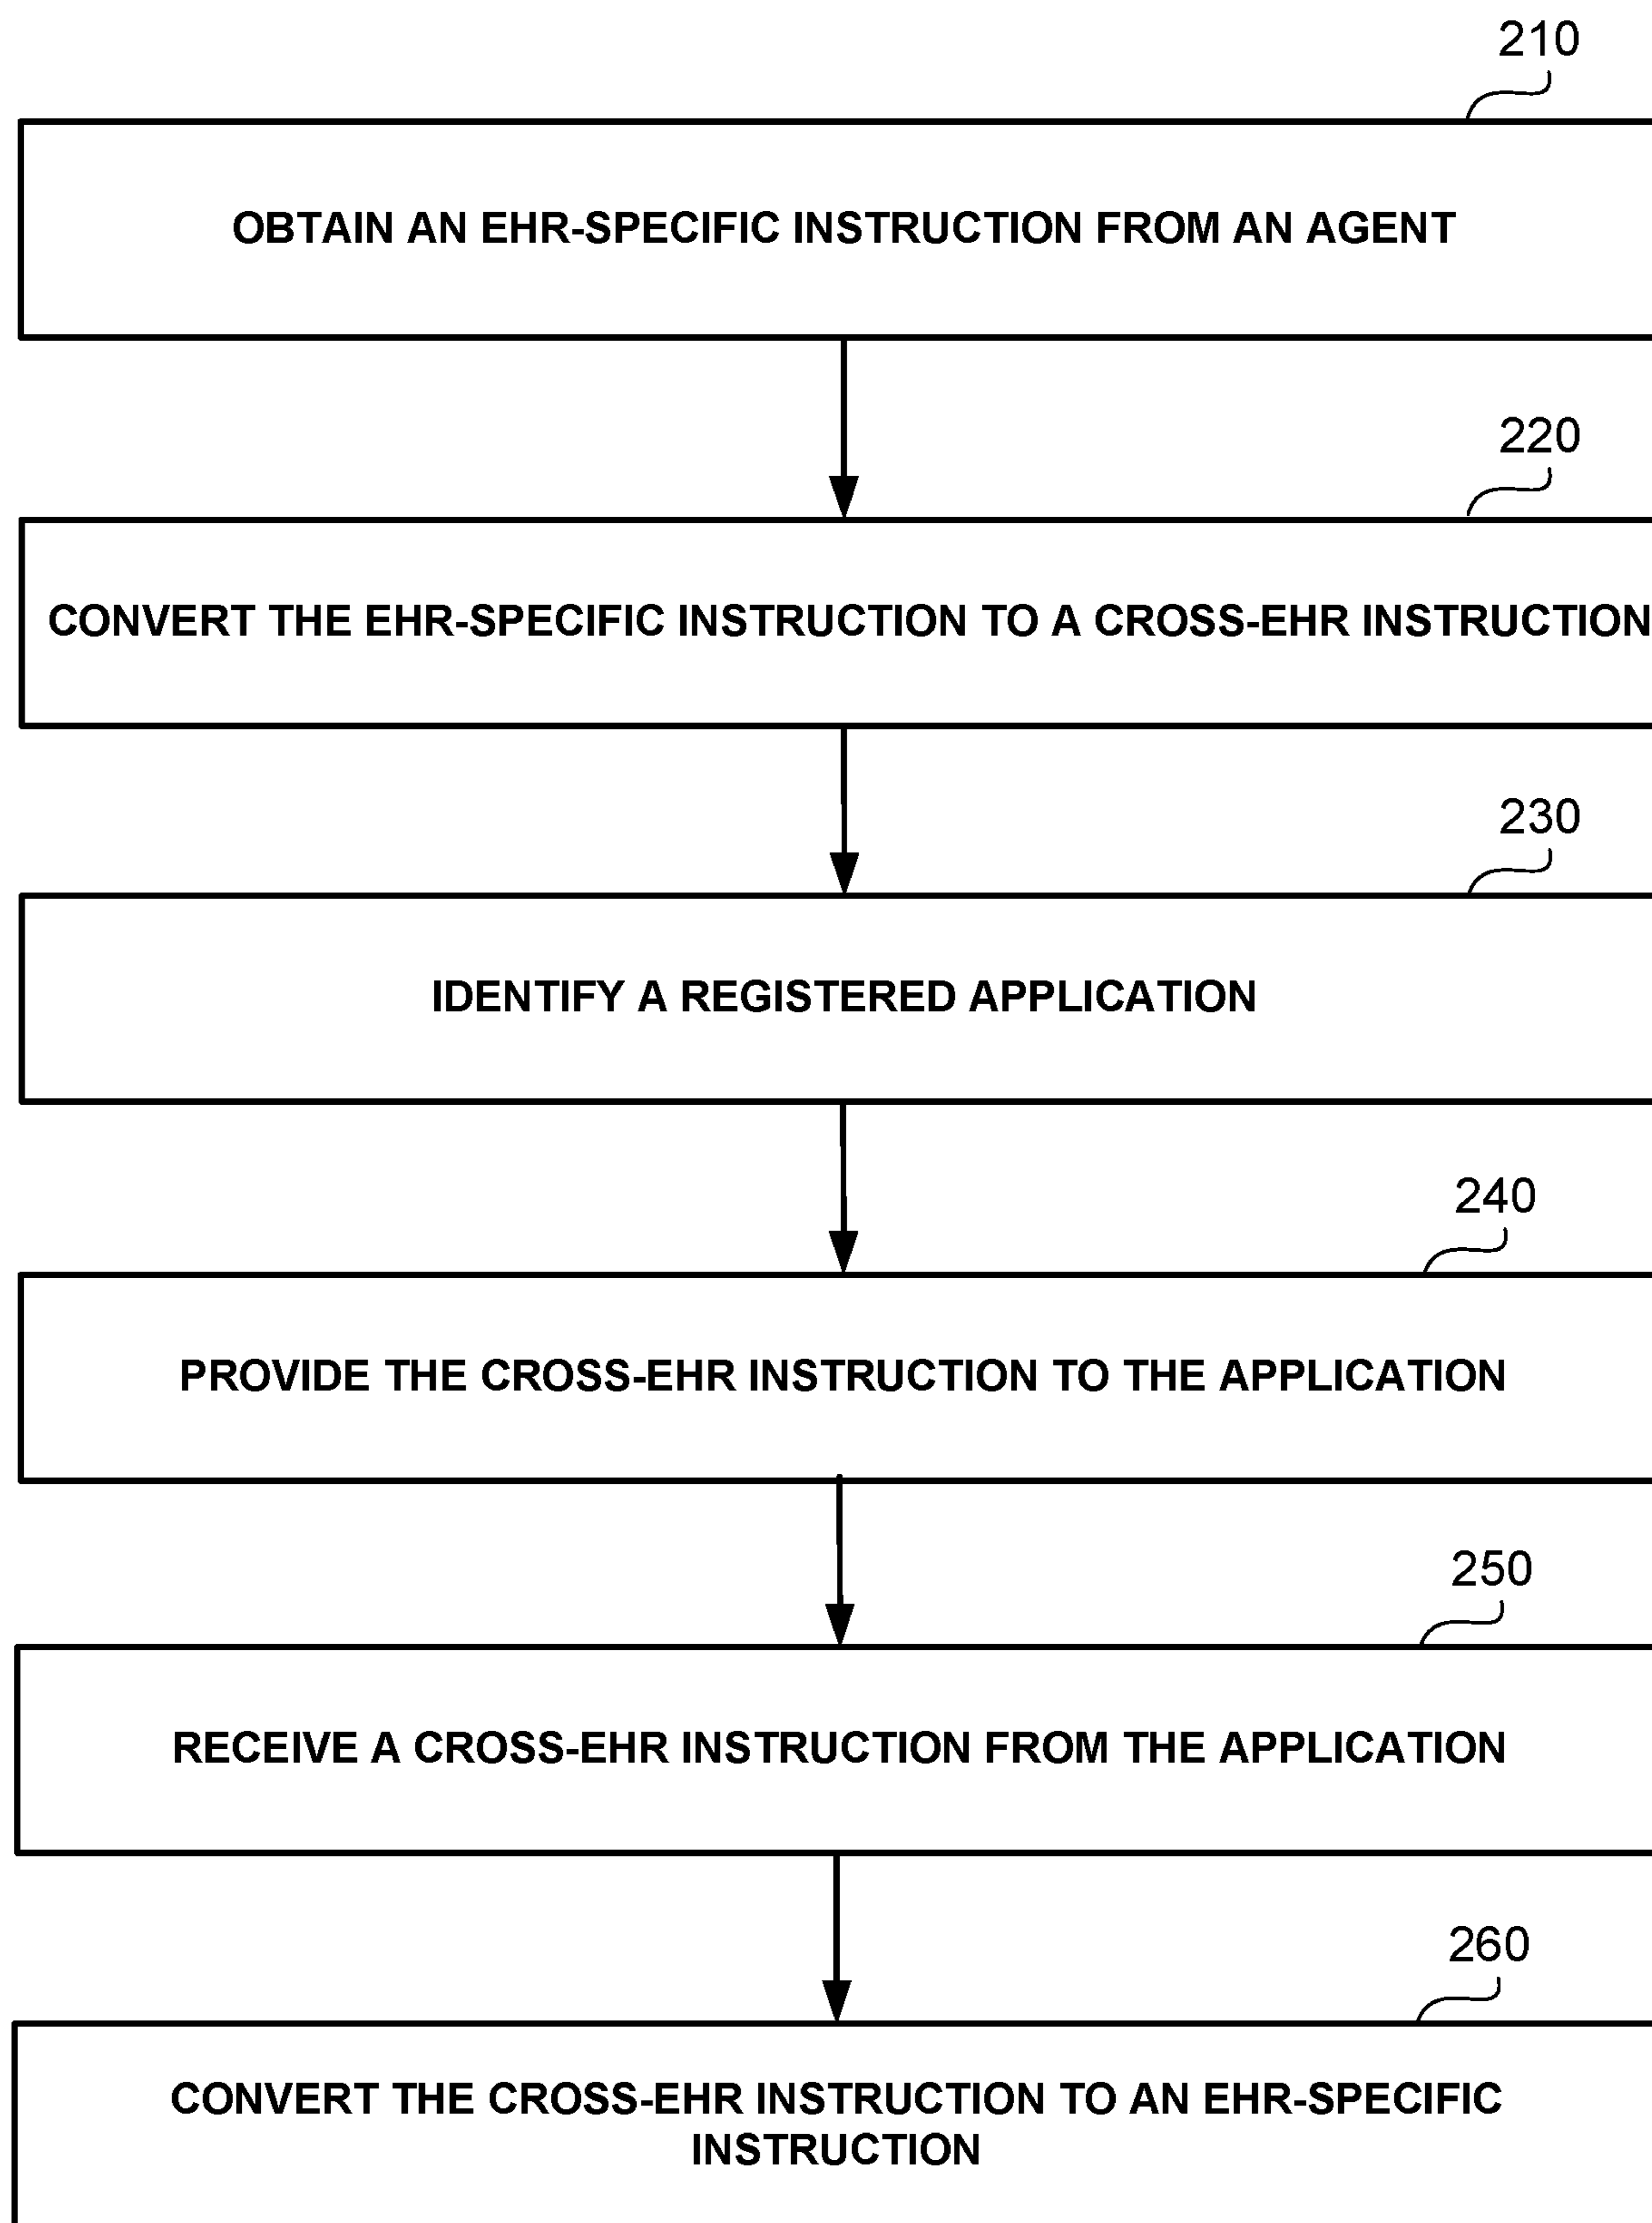 210
OBTAIN AN EHR-SPECIFIC INSTRUCTION FROM AN AGENT
220
CONVERT THE EHR-SPECIFIC INSTRUCTION TO A CROSS-EHR INSTRUCTION
230
IDENTIFY A REGISTERED APPLICATION
240
PROVIDE THE CROSS-EHR INSTRUCTION TO THE APPLICATION
250
RECEIVE A CROSS-EHR INSTRUCTION FROM THE APPLICATION
260
CONVERT THE CROSS-EHR INSTRUCTION TO AN EHR-SPECIFIC
INSTRUCTION